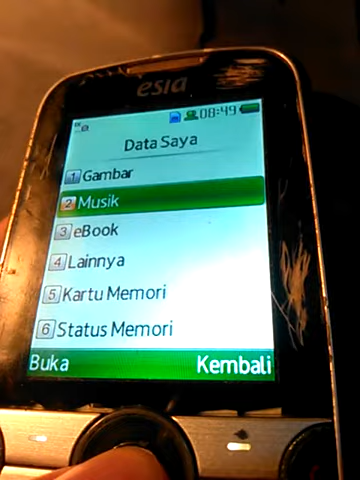 esia
08:49
Data Saya
1 Gambar
2 Musik
3 eBook
4 Lainnya
5 Kartu Memori
6 Status Memori
Buka Kembali